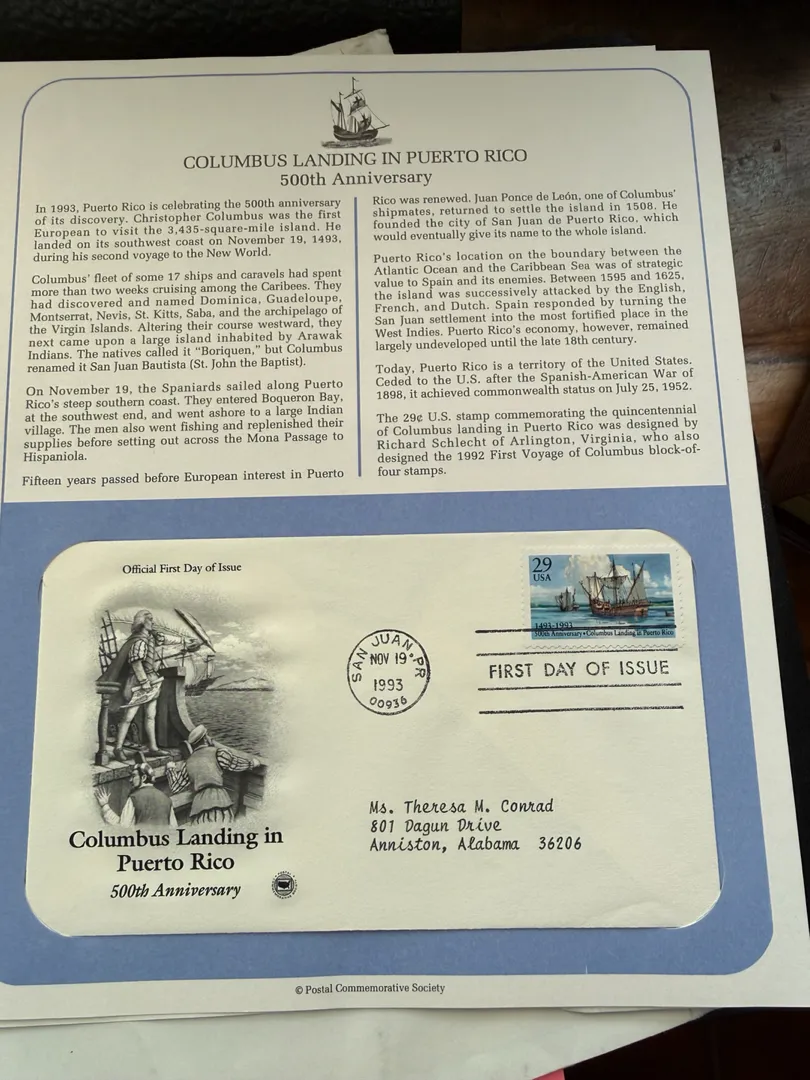 COLUMBUS LANDING IN PUERTO RICO
500th Anniversary
In 1993, Puerto Rico is celebrating the 500th anniversary
of its discovery. Christopher Columbus was the first
European to visit the 3,435-square-mile island. He
landed on its southwest coast on November 19, 1493,
during his second voyage to the New World.
Columbus' fleet of some 17 ships and caravels had spent
more than two weeks cruising among the Caribees. They
had discovered and named Dominica, Guadeloupe,
Montserrat, Nevis, St. Kitts, Saba, and the archipelago of
the Virgin Islands. Altering their course westward, they
next came upon a large island inhabited by Arawak
Indians. The natives called it "Boriquen," but Columbus
renamed it San Juan Bautista (St. John the Baptist).
On November 19, the Spaniards sailed along Puerto
Rico's steep southern coast. They entered Boqueron Bay,
at the southwest end, and went ashore to a large Indian
village. The men also went fishing and replenished their
supplies before setting out across the Mona Passage to
Hispaniola.
Fifteen years passed before European interest in Puerto
Rico was renewed. Juan Ponce de León, one of Columbus'
shipmates, returned to settle the island in 1508. He
founded the city of San Juan de Puerto Rico, which
would eventually give its name to the whole island.
Puerto Rico's location on the boundary between the
Atlantic Ocean and the Caribbean Sea was of strategic
value to Spain and its enemies. Between 1595 and 1625,
the island was successively attacked by the English,
French, and Dutch. Spain responded by turning the
San Juan settlement into the most fortified place in the
West Indies. Puerto Rico's economy, however, remained
largely undeveloped until the late 18th century.
Today, Puerto Rico is a territory of the United States.
Ceded to the U.S. after the Spanish-American War of
1898, it achieved commonwealth status on July 25, 1952.
The 29¢ U.S. stamp commemorating the quincentennial
of Columbus landing in Puerto Rico was designed by
Richard Schlecht of Arlington, Virginia, who also
designed the 1992 First Voyage of Columbus block-of-
four stamps.
Official First Day of Issue
29
USA
1493-1993
500th Anniversary • Columbus Landing in Puerto Rico
SAN JUAN PR
NOV 19
1993
00936
FIRST DAY OF ISSUE
Ms. Theresa M. Conrad
801 Dagun Drive
Anniston, Alabama 36206
Columbus Landing in
Puerto Rico
500th Anniversary
© Postal Commemorative Society